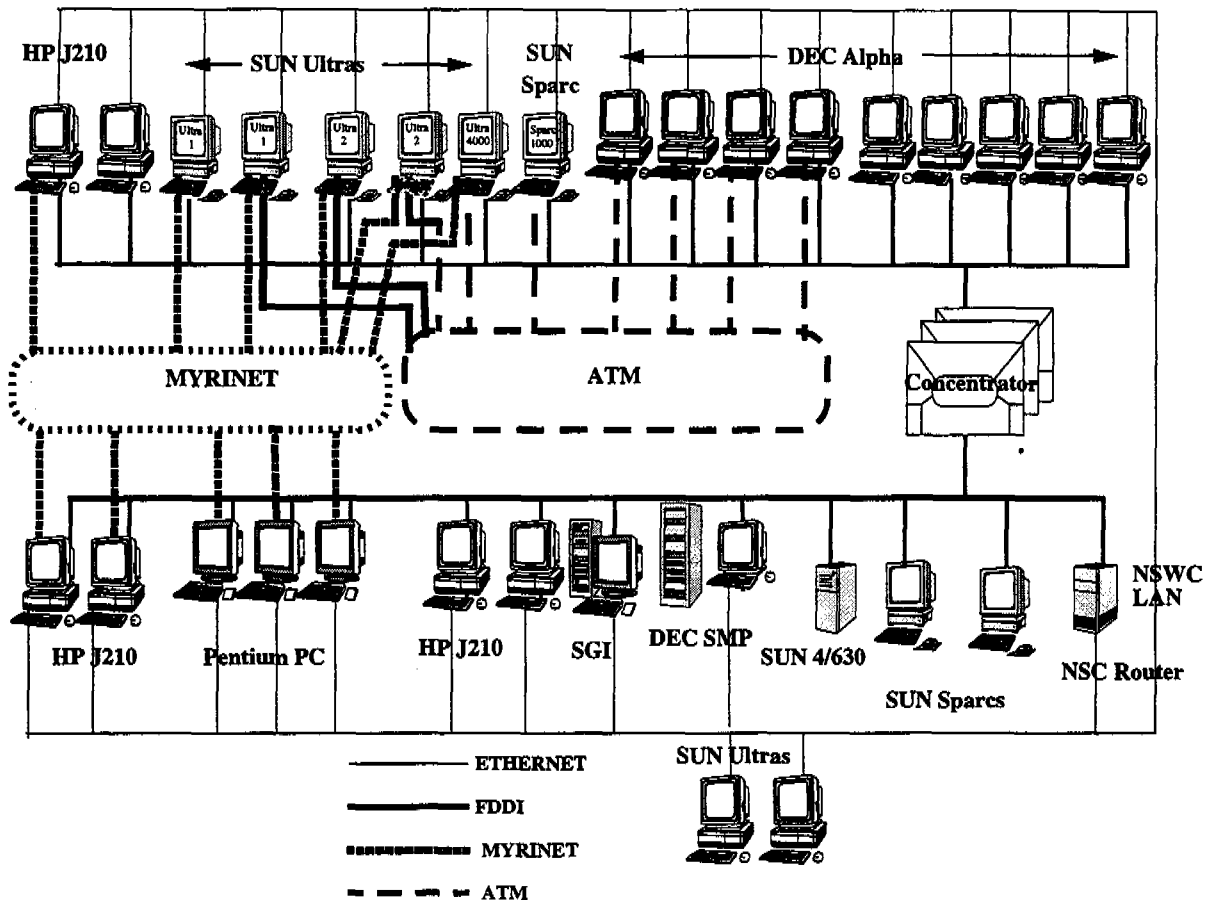 HP J210
SUN Ultras
SUN
Sparc
DEC Alpha
Ultra
1
Ultra
1
Ultra
2
Ultra
2
Ultra
4000
Sparc
1000
MYRINET
ATM
Concentrator
HP J210
Pentium PC
HP J210
SGI
DEC SMP
SUN 4/630
SUN Sparcs
NSWC
LAN
NSC Router
SUN Ultras
ETHERNET
FDDI
MYRINET
ATM